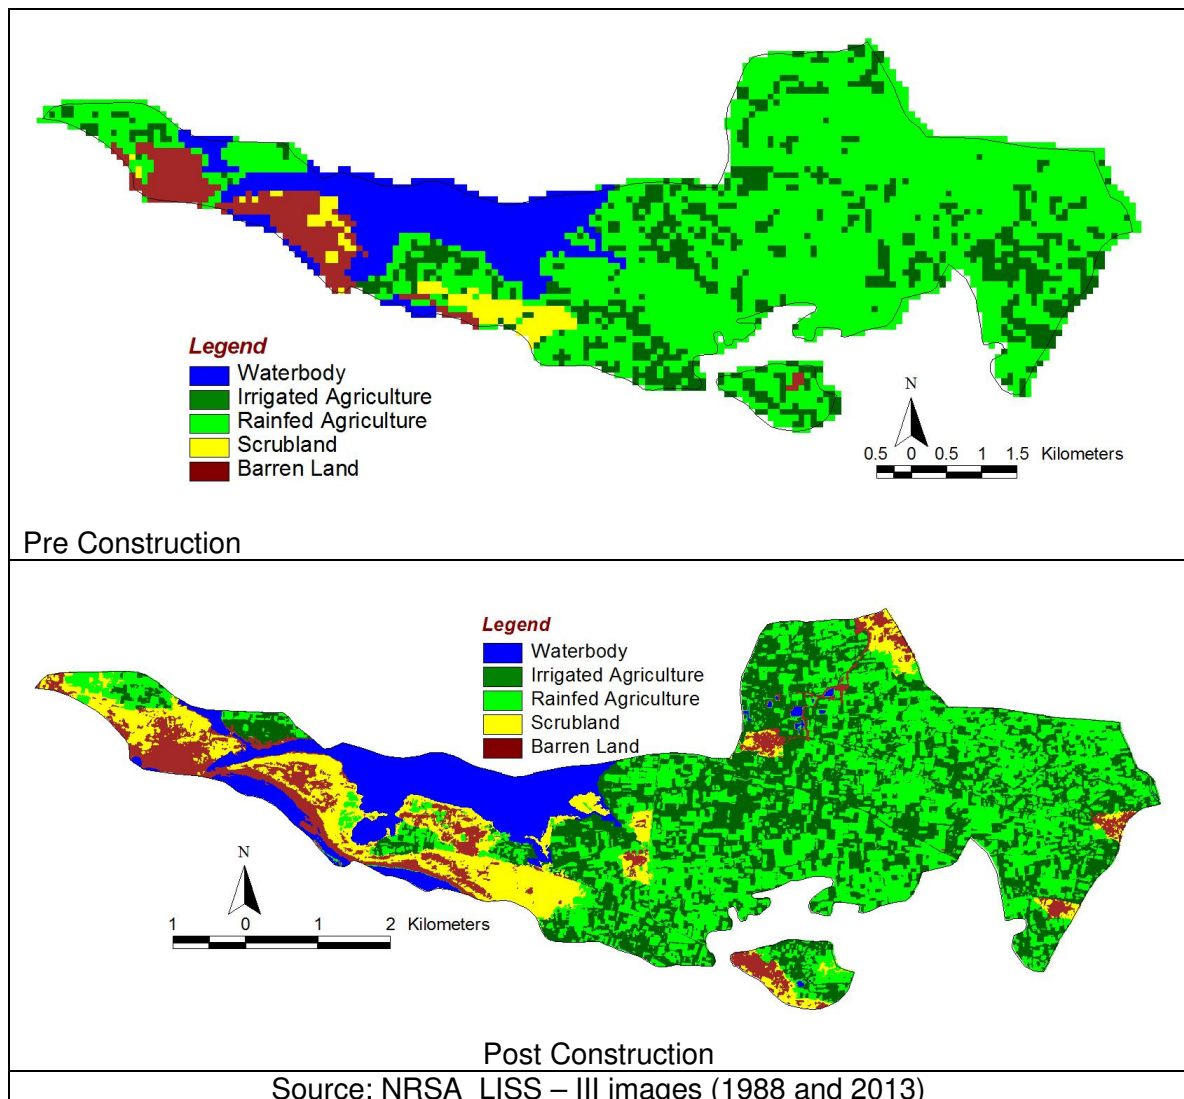 Legend
Waterbody
Irrigated Agriculture
Rainfed Agriculture
Scrubland
Barren Land
N
0.5 0 0.5 1 1.5 Kilometers
Pre Construction
Legend
Waterbody
Irrigated Agriculture
Rainfed Agriculture
Scrubland
Barren Land
N
1 0 1 2 Kilometers
Post Construction
Source: NRSA LISS – III images (1988 and 2013)